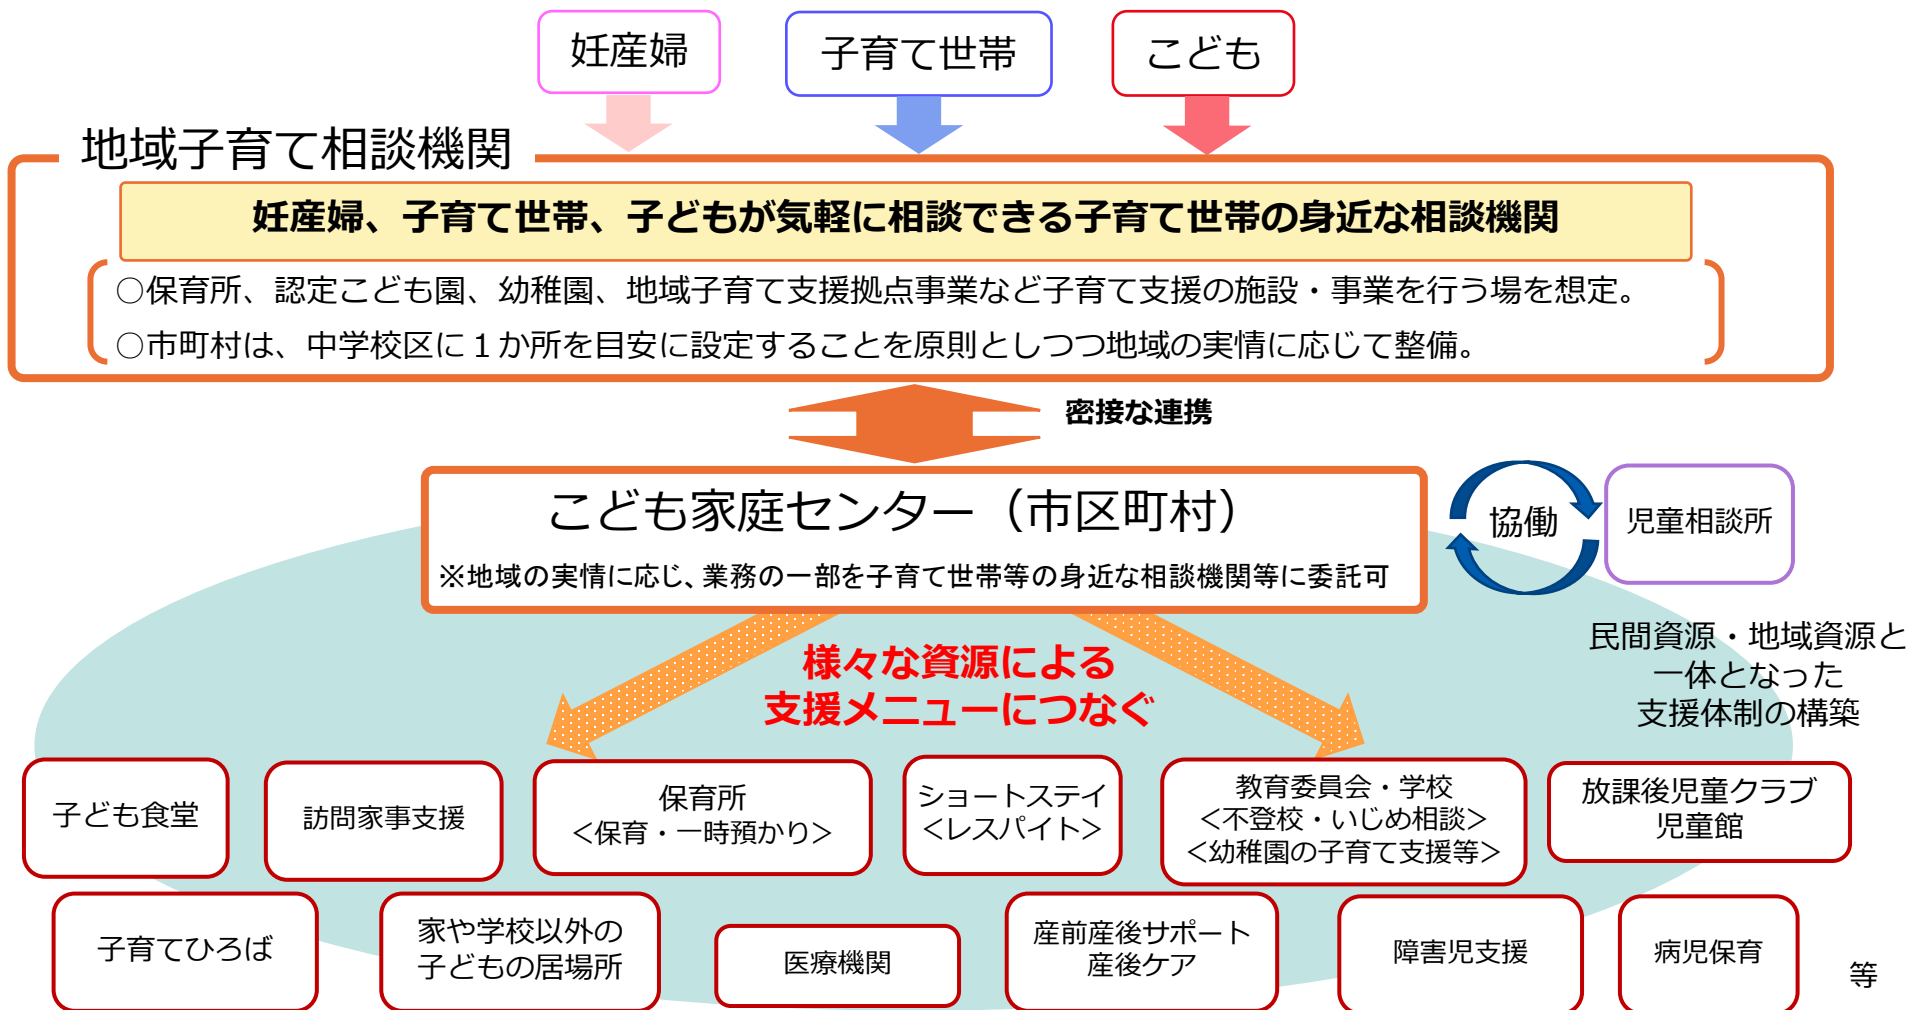 妊産婦
子育て世帯
こども
地域子育て相談機関
妊産婦、子育て世帯、子どもが気軽に相談できる子育て世帯の身近な相談機関
○保育所、認定こども園、幼稚園、地域子育て支援拠点事業など子育て支援の施設・事業を行う場を想定。
○市町村は、中学校区に１か所を目安に設定することを原則としつつ地域の実情に応じて整備。
密接な連携
こども家庭センター（市区町村）
※地域の実情に応じ、業務の一部を子育て世帯等の身近な相談機関等に委託可
協働
児童相談所
様々な資源による
支援メニューにつなぐ
民間資源・地域資源と
一体となった
支援体制の構築
子ども食堂
訪問家事支援
保育所
＜保育・一時預かり＞
ショートステイ
＜レスパイト＞
教育委員会・学校
＜不登校・いじめ相談＞
＜幼稚園の子育て支援等＞
放課後児童クラブ
児童館
子育てひろば
家や学校以外の
子どもの居場所
医療機関
産前産後サポート
産後ケア
障害児支援
病児保育
等